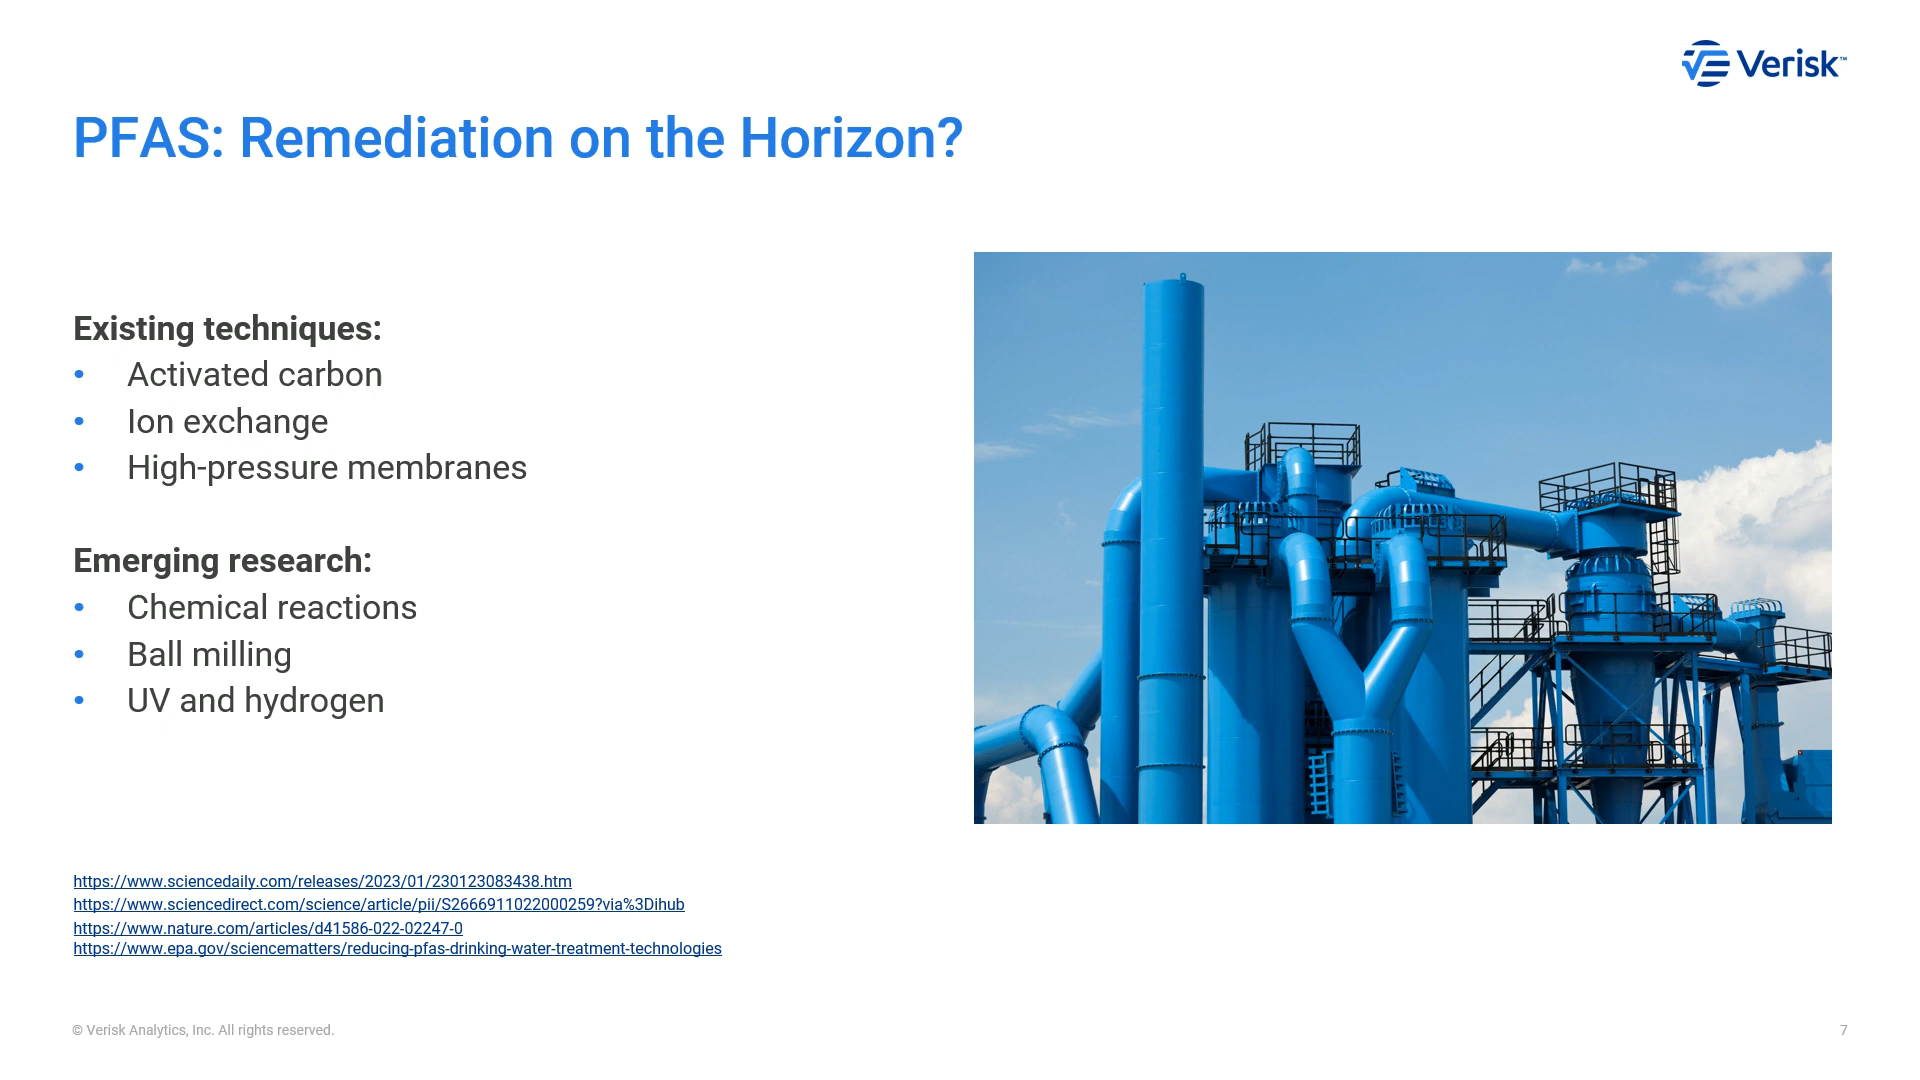 Verisk™
PFAS: Remediation on the Horizon?
Existing techniques:
• Activated carbon
• Ion exchange
• High-pressure membranes
Emerging research:
• Chemical reactions
• Ball milling
• UV and hydrogen
https://www.sciencedaily.com/releases/2023/01/230123083438.htm
https://www.sciencedirect.com/science/article/pii/S2666911022000259?via%3Dihub
https://www.nature.com/articles/d41586-022-02247-0
https://www.epa.gov/sciencematters/reducing-pfas-drinking-water-treatment-technologies
© Verisk Analytics, Inc. All rights reserved.
7